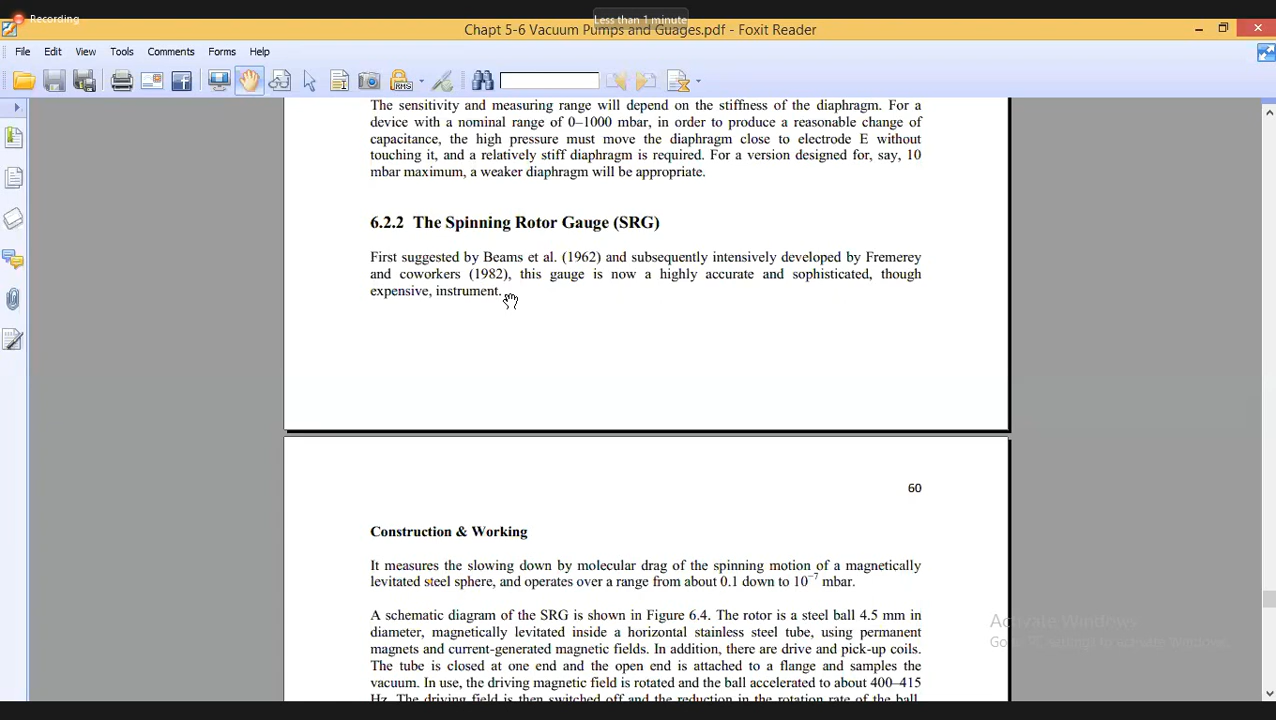 Recording
Less than 1 minute
Chapt 5-6 Vacuum Pumps and Guages.pdf - Foxit Reader
File Edit View Tools Comments Forms Help
RMS
The sensitivity and measuring range will depend on the stiffness of the diaphragm. For a
device with a nominal range of 0–1000 mbar, in order to produce a reasonable change of
capacitance, the high pressure must move the diaphragm close to electrode E without
touching it, and a relatively stiff diaphragm is required. For a version designed for, say, 10
mbar maximum, a weaker diaphragm will be appropriate.
6.2.2 The Spinning Rotor Gauge (SRG)
First suggested by Beams et al. (1962) and subsequently intensively developed by Fremerey
and coworkers (1982), this gauge is now a highly accurate and sophisticated, though
expensive, instrument.
60
Construction & Working
It measures the slowing down by molecular drag of the spinning motion of a magnetically
levitated steel sphere, and operates over a range from about 0.1 down to 10⁻⁷ mbar.
A schematic diagram of the SRG is shown in Figure 6.4. The rotor is a steel ball 4.5 mm in
diameter, magnetically levitated inside a horizontal stainless steel tube, using permanent
magnets and current-generated magnetic fields. In addition, there are drive and pick-up coils.
The tube is closed at one end and the open end is attached to a flange and samples the
vacuum. In use, the driving magnetic field is rotated and the ball accelerated to about 400–415
Hz. The driving field is then switched off and the reduction in the rotation rate of the ball,
Activate Windows
settings to activate Windows.